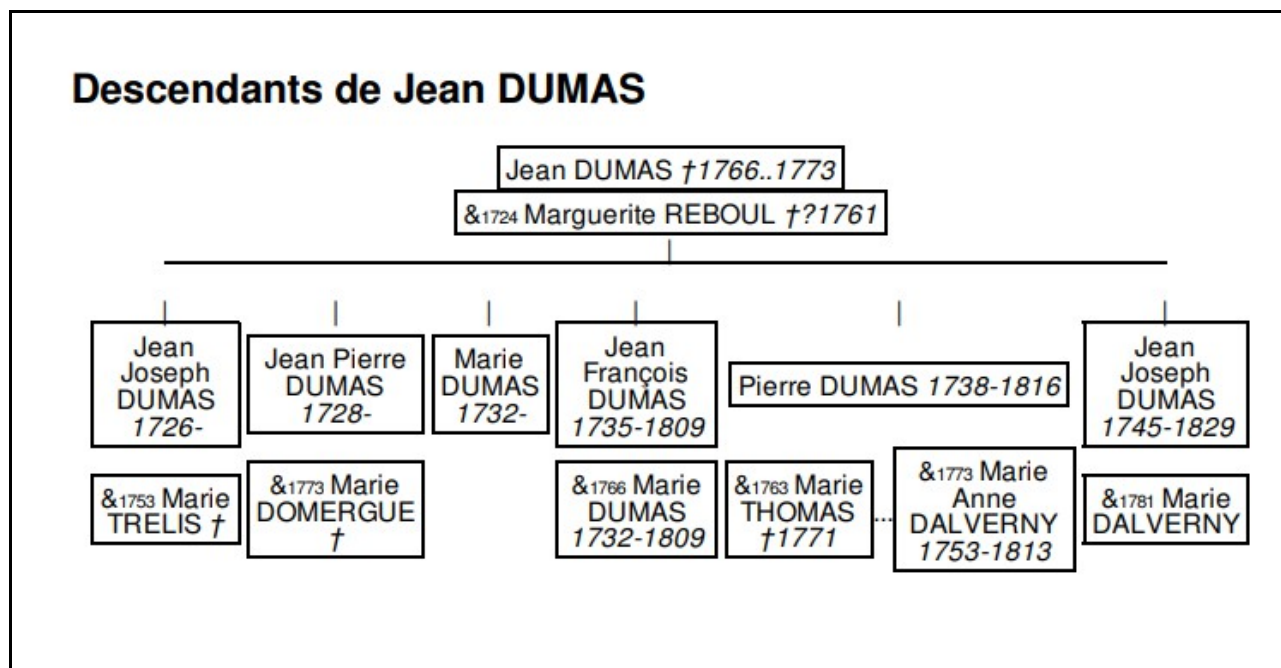 Descendants de Jean DUMAS
Jean DUMAS †1766..1773
&1724 Marguerite REBOUL †?1761
Jean
Joseph
DUMAS
1726-
Jean Pierre
DUMAS
1728-
Marie
DUMAS
1732-
Jean
François
DUMAS
1735-1809
Pierre DUMAS 1738-1816
Jean
Joseph
DUMAS
1745-1829
&1753 Marie
TRELIS †
&1773 Marie
DOMERGUE
†
&1766 Marie
DUMAS
1732-1809
&1763 Marie
THOMAS
†1771
...
&1773 Marie
Anne
DALVERNY
1753-1813
&1781 Marie
DALVERNY